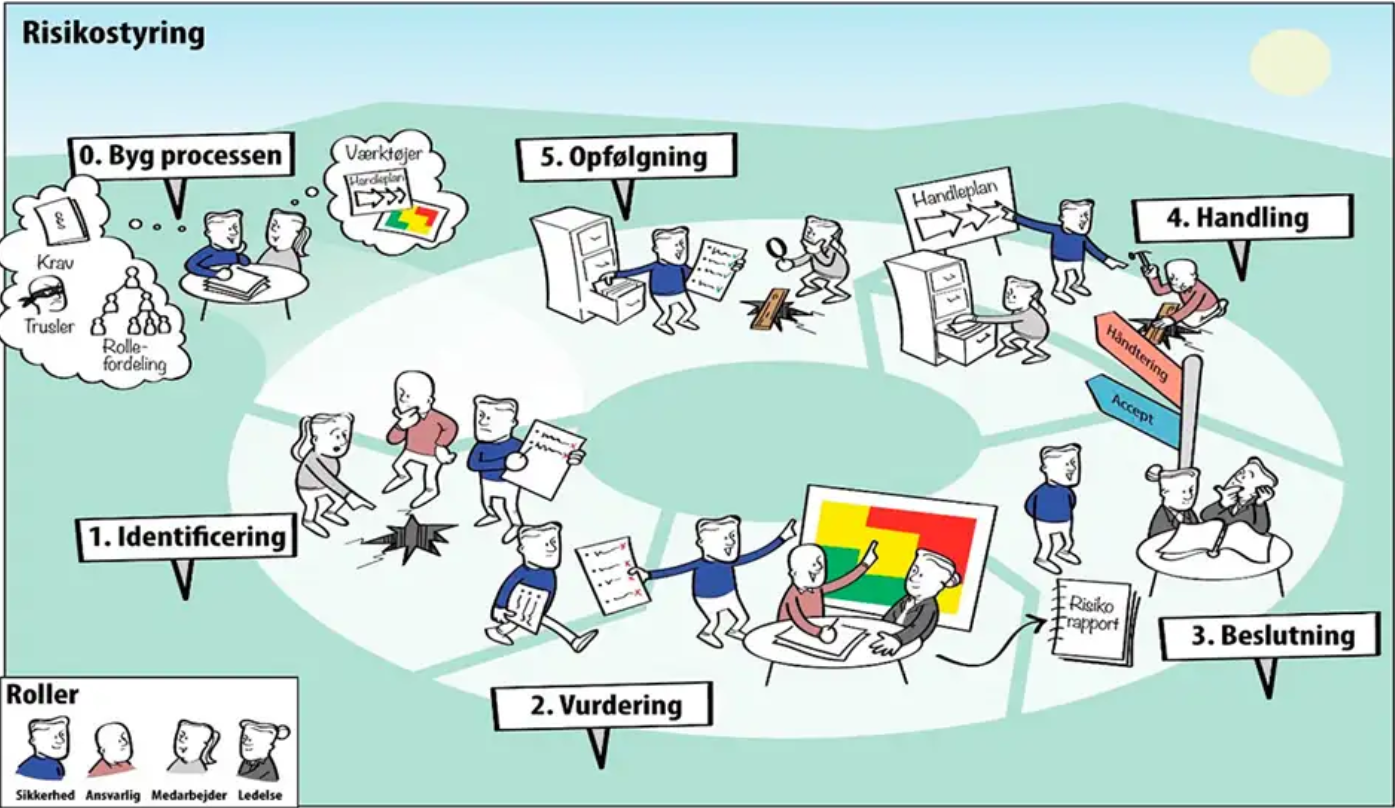 Risikostyring
0. Byg processen
Værktøjer
Handleplan
§
Krav
Trusler
Rolle-
fordeling
5. Opfølgning
Handleplan
4. Handling
Håndtering
Accept
1. Identificering
Risiko
rapport
3. Beslutning
2. Vurdering
Roller
Sikkerhed Ansvarlig Medarbejder Ledelse